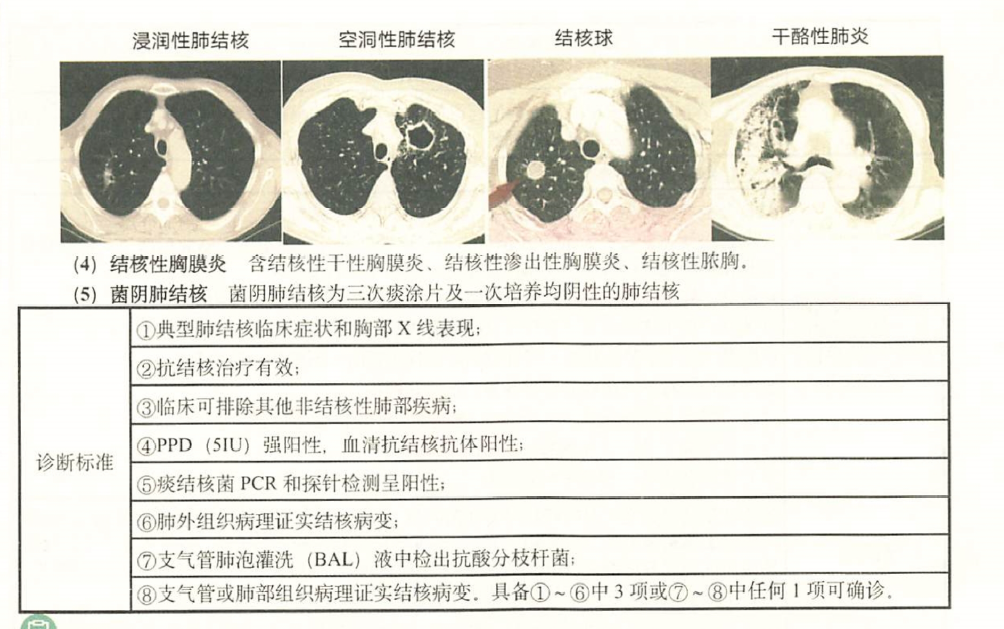 浸润性肺结核 空洞性肺结核 结核球 干酪性肺炎
(4) 结核性胸膜炎 含结核性干性胸膜炎、结核性渗出性胸膜炎、结核性脓胸。
(5) 菌阴肺结核 菌阴肺结核为三次痰涂片及一次培养均阴性的肺结核
诊断标准
①典型肺结核临床症状和胸部 X 线表现;
②抗结核治疗有效;
③临床可排除其他非结核性肺部疾病;
④PPD (5IU) 强阳性, 血清抗结核抗体阳性;
⑤痰结核菌 PCR 和探针检测呈阳性;
⑥肺外组织病理证实结核病变;
⑦支气管肺泡灌洗 (BAL) 液中检出抗酸分枝杆菌;
⑧支气管或肺部组织病理证实结核病变。具备①~⑥中 3 项或⑦~⑧中任何 1 项可确诊。